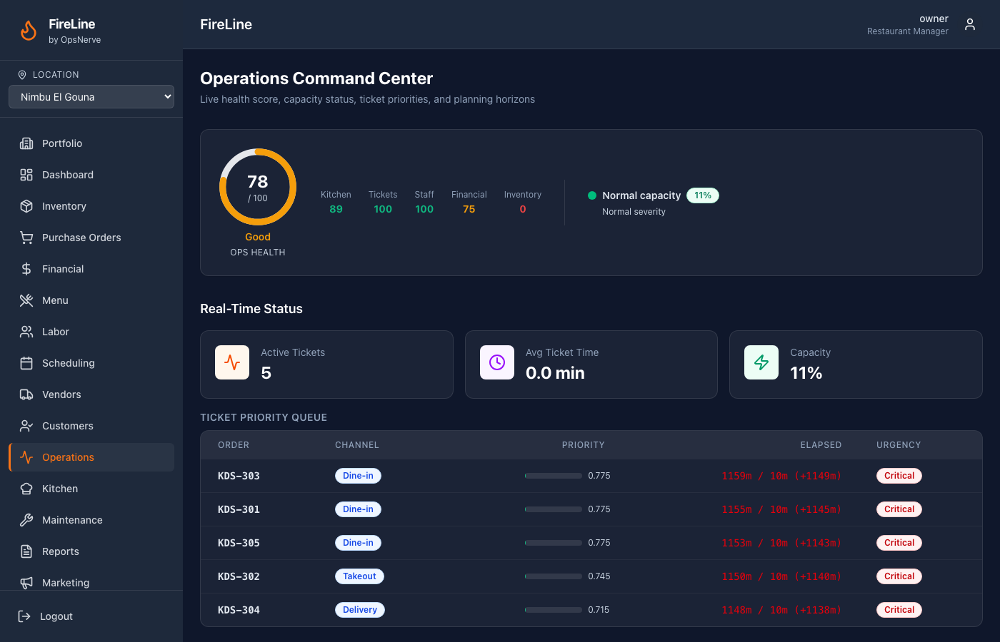 FireLine
by OpsNerve
LOCATION
Nimbu El Gouna
Portfolio
Dashboard
Inventory
Purchase Orders
Financial
Menu
Labor
Scheduling
Vendors
Customers
Operations
Kitchen
Maintenance
Reports
Marketing
Logout
FireLine
owner
Restaurant Manager
Operations Command Center
Live health score, capacity status, ticket priorities, and planning horizons
78
/ 100
Good
OPS HEALTH
Kitchen Tickets Staff Financial Inventory
89 100 100 75 0
Normal capacity 11%
Normal severity
Real-Time Status
Active Tickets
5
Avg Ticket Time
0.0 min
Capacity
11%
TICKET PRIORITY QUEUE
ORDER CHANNEL PRIORITY ELAPSED URGENCY
KDS-303 Dine-in 0.775 1159m / 10m (+1149m) Critical
KDS-301 Dine-in 0.775 1155m / 10m (+1145m) Critical
KDS-305 Dine-in 0.775 1153m / 10m (+1143m) Critical
KDS-302 Takeout 0.745 1150m / 10m (+1140m) Critical
KDS-304 Delivery 0.715 1148m / 10m (+1138m) Critical